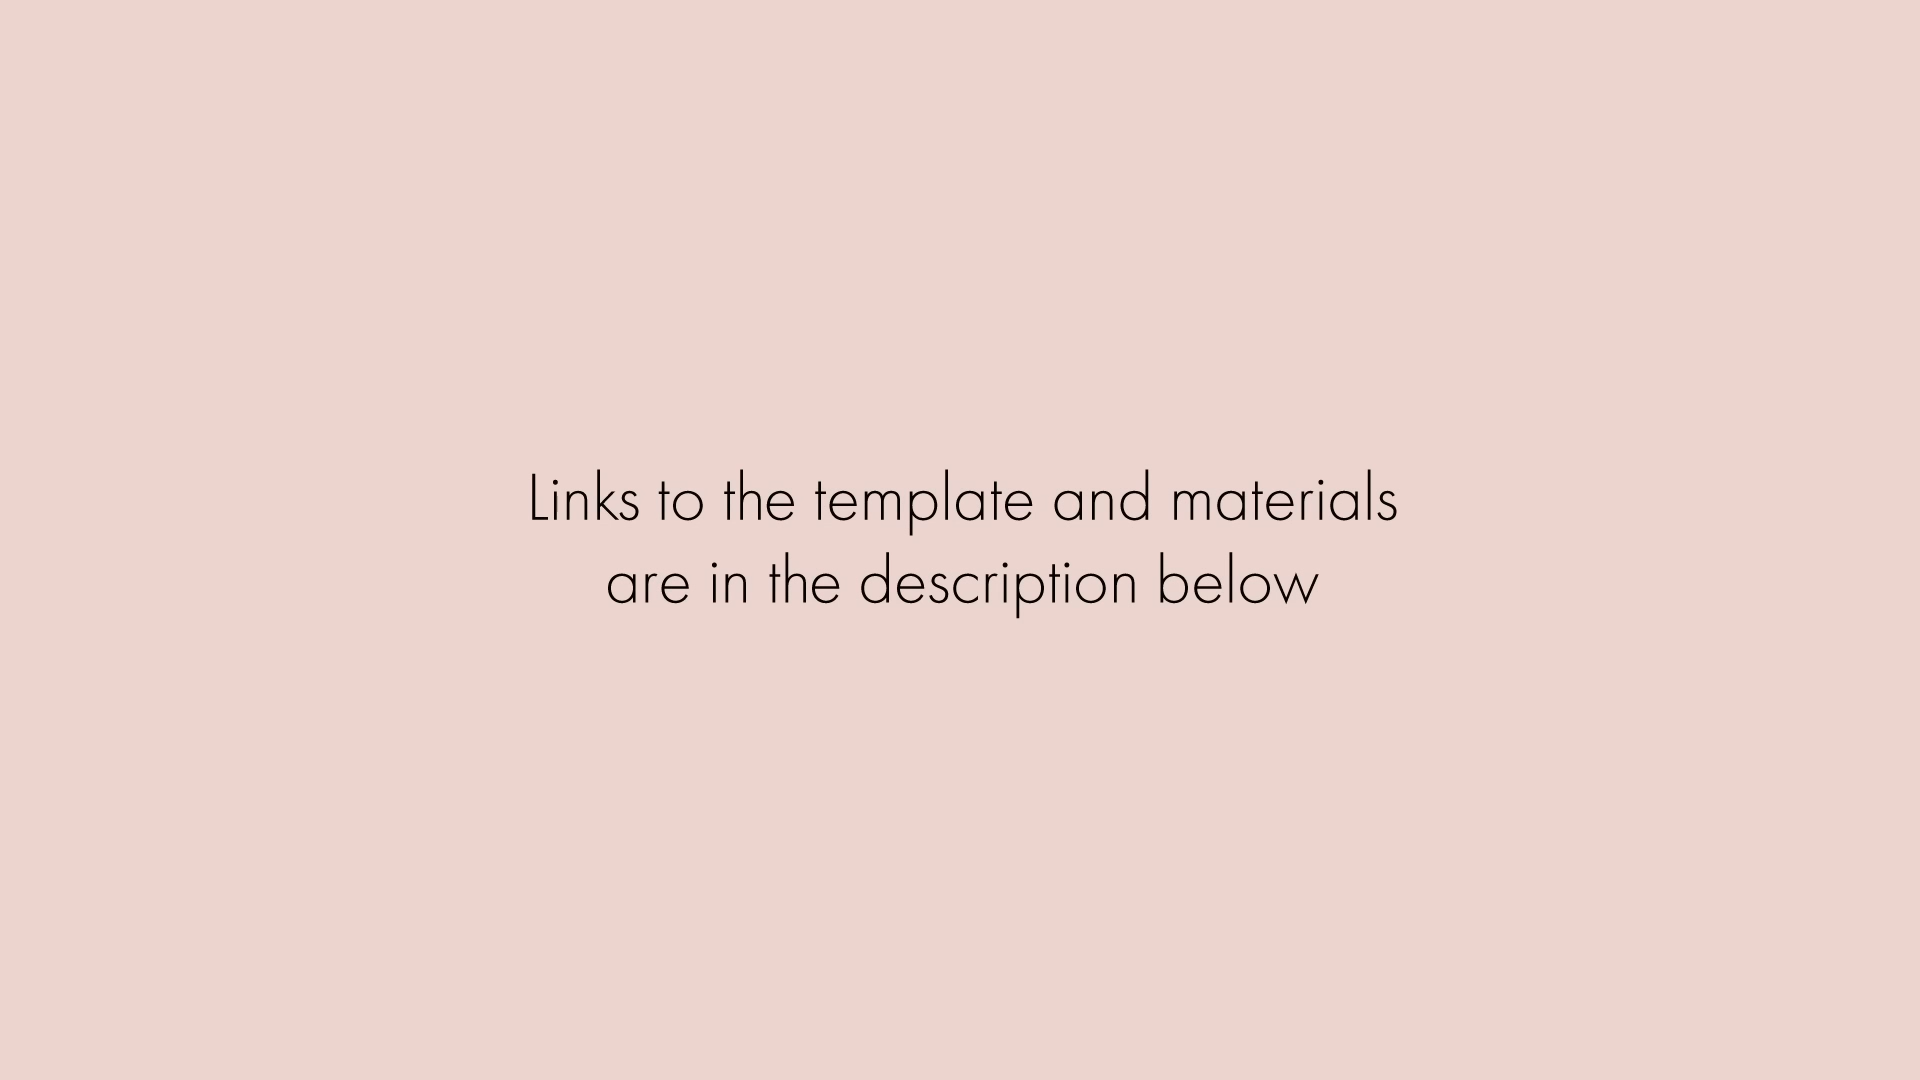 Links to the template and materials
are in the description below